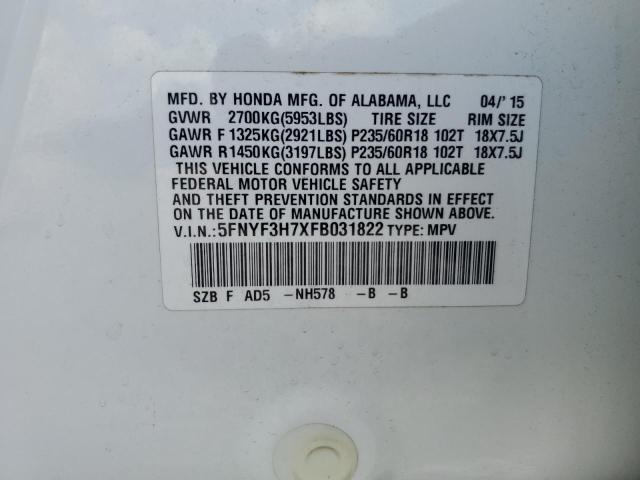 MFD. BY HONDA MFG. OF ALABAMA, LLC 04/'15
GVWR 2700KG(5953LBS) TIRE SIZE RIM SIZE
GAWR F 1325KG(2921LBS) P235/60R18 102T 18X7.5J
GAWR R 1450KG(3197LBS) P235/60R18 102T 18X7.5J
THIS VEHICLE CONFORMS TO ALL APPLICABLE
FEDERAL MOTOR VEHICLE SAFETY
AND THEFT PREVENTION STANDARDS IN EFFECT
ON THE DATE OF MANUFACTURE SHOWN ABOVE.
V.I.N.: 5FNYF3H7XFB031822 TYPE: MPV
SZB F AD5 -NH578 -B -B